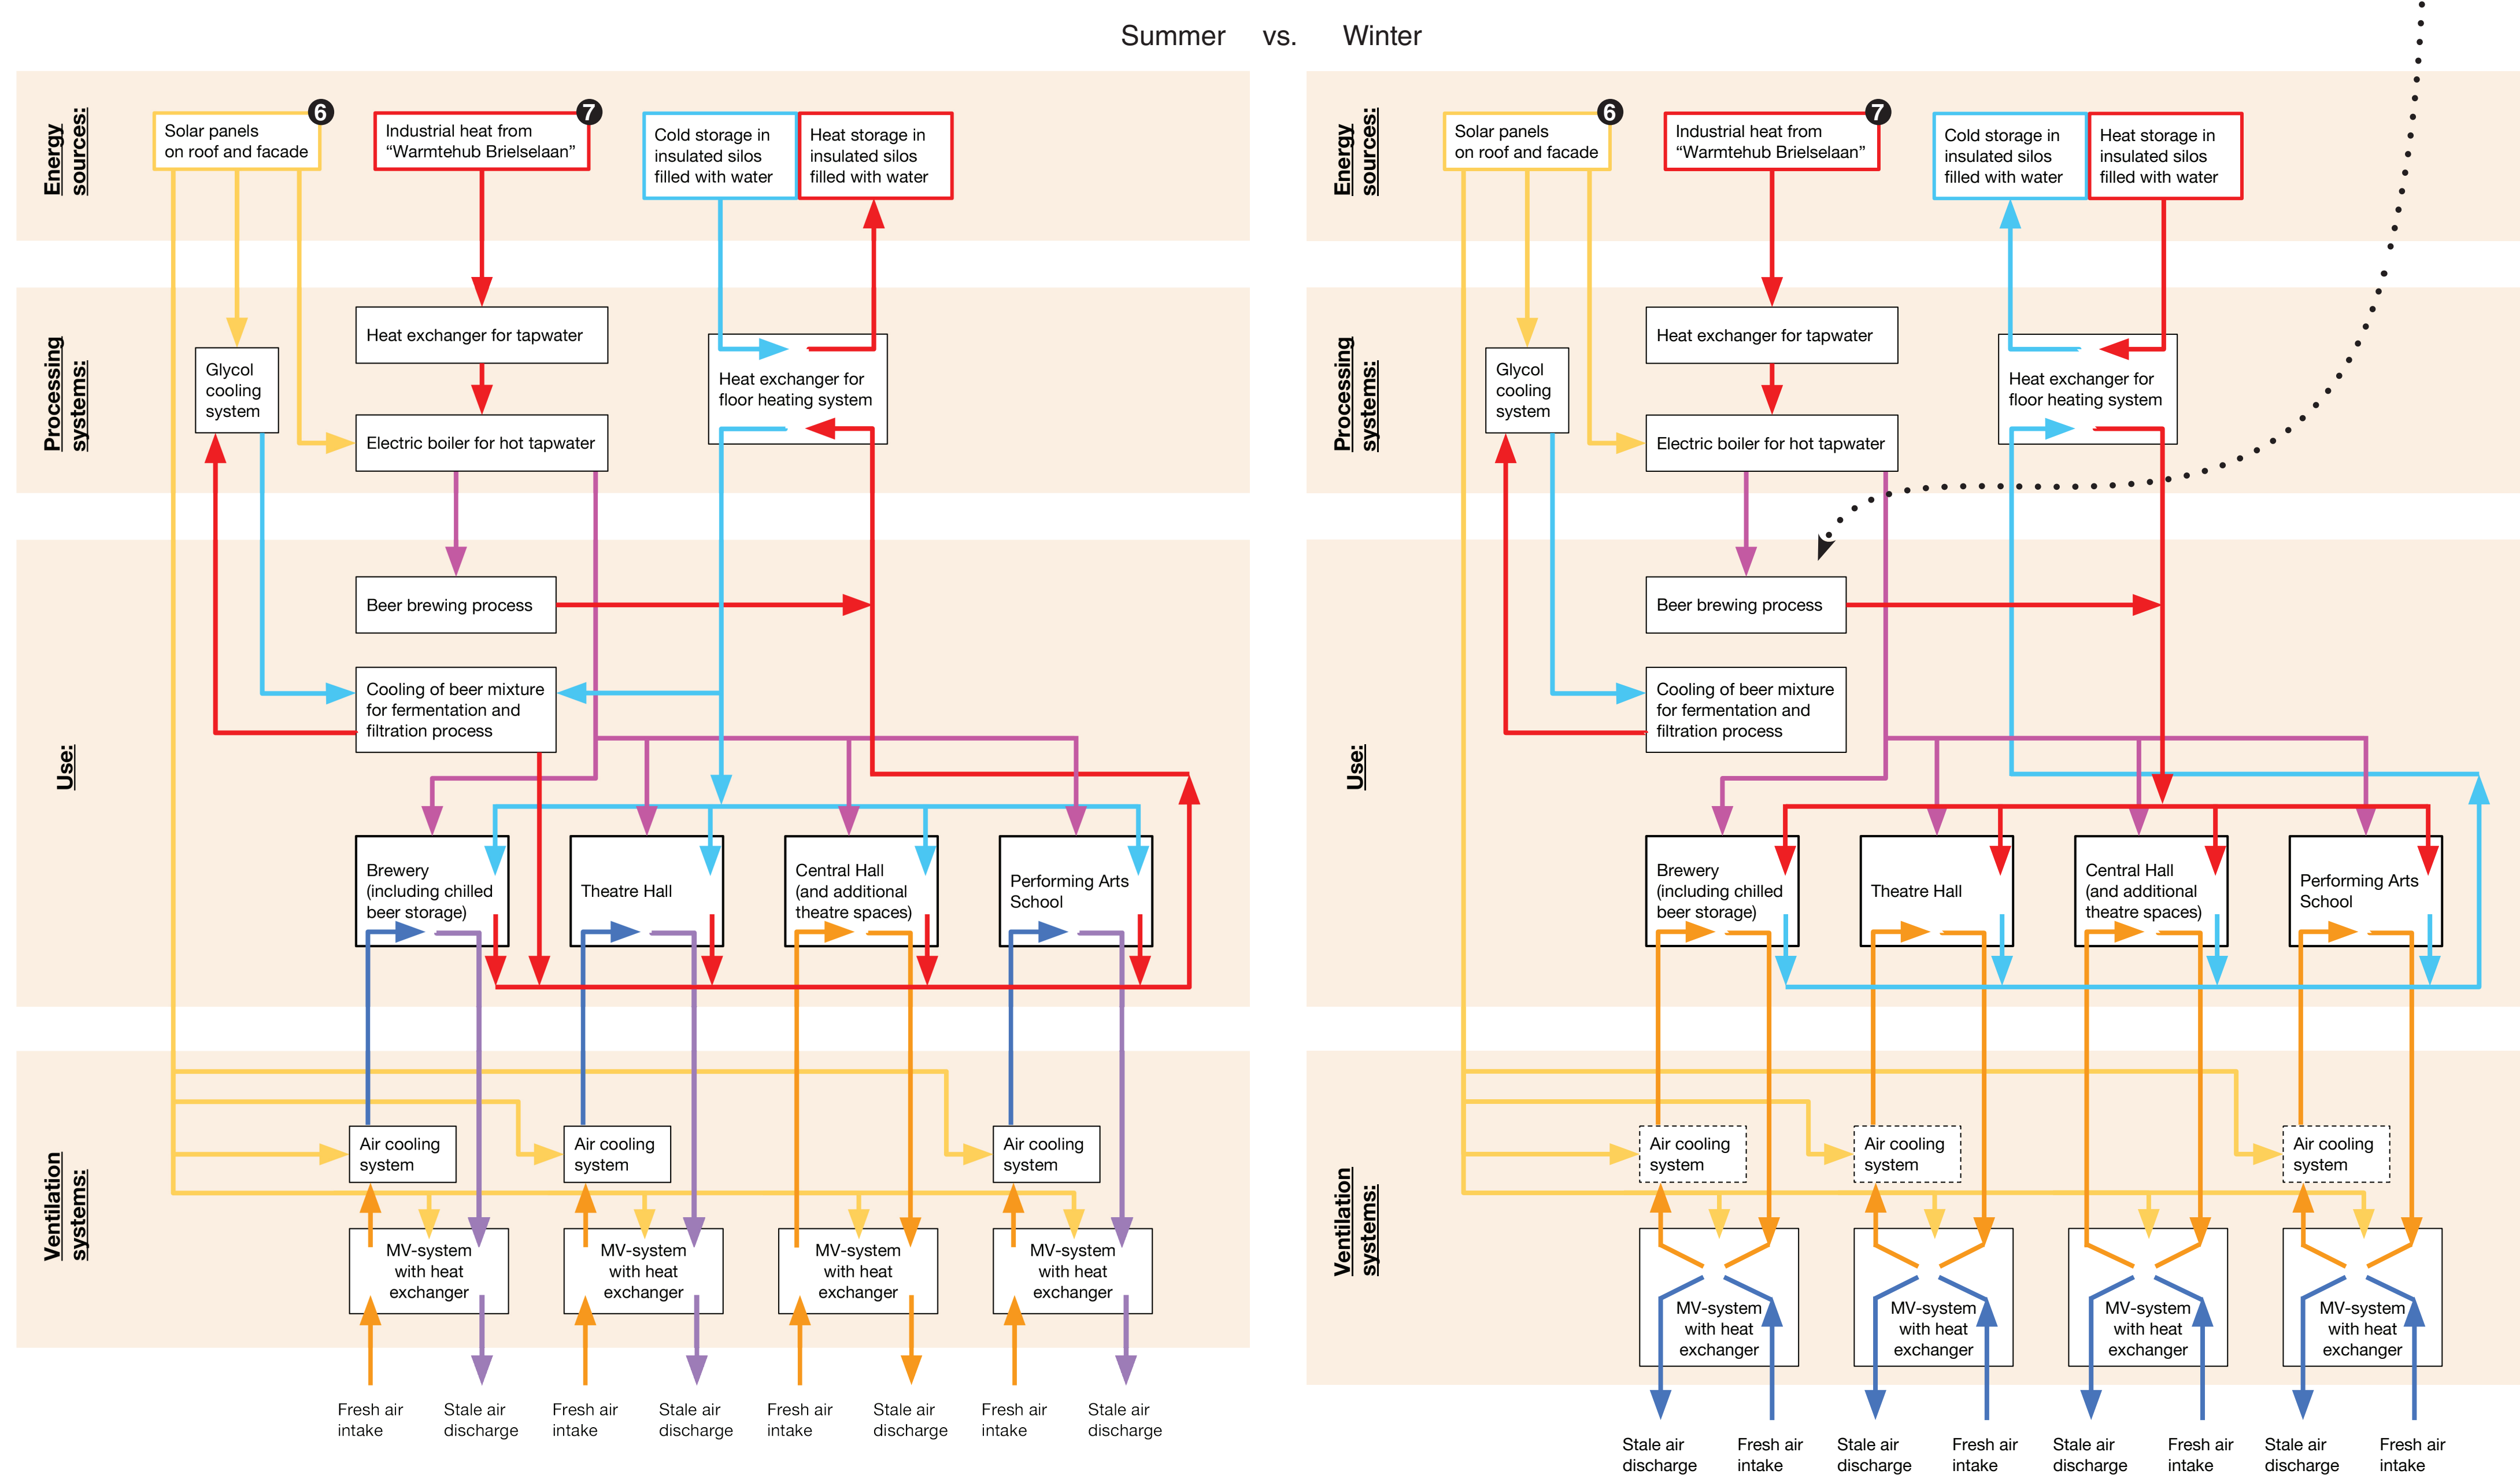 Summer vs. Winter
Energy
sources:
Solar panels
on roof and facade
6
Industrial heat from
“Warmtehub Brielselaan”
7
Cold storage in
insulated silos
filled with water
Heat storage in
insulated silos
filled with water
Processing
systems:
Glycol
cooling
system
Heat exchanger for tapwater
Electric boiler for hot tapwater
Heat exchanger for
floor heating system
Use:
Beer brewing process
Cooling of beer mixture
for fermentation and
filtration process
Brewery
(including chilled
beer storage)
Theatre Hall
Central Hall
(and additional
theatre spaces)
Performing Arts
School
Ventilation
systems:
Air cooling
system
Air cooling
system
Air cooling
system
MV-system
with heat
exchanger
MV-system
with heat
exchanger
MV-system
with heat
exchanger
MV-system
with heat
exchanger
Fresh air
intake
Stale air
discharge
Fresh air
intake
Stale air
discharge
Fresh air
intake
Stale air
discharge
Fresh air
intake
Stale air
discharge
Energy
sources:
Solar panels
on roof and facade
6
Industrial heat from
“Warmtehub Brielselaan”
7
Cold storage in
insulated silos
filled with water
Heat storage in
insulated silos
filled with water
Processing
systems:
Glycol
cooling
system
Heat exchanger for tapwater
Electric boiler for hot tapwater
Heat exchanger for
floor heating system
Use:
Beer brewing process
Cooling of beer mixture
for fermentation and
filtration process
Brewery
(including chilled
beer storage)
Theatre Hall
Central Hall
(and additional
theatre spaces)
Performing Arts
School
Ventilation
systems:
Air cooling
system
Air cooling
system
Air cooling
system
MV-system
with heat
exchanger
MV-system
with heat
exchanger
MV-system
with heat
exchanger
MV-system
with heat
exchanger
Stale air
discharge
Fresh air
intake
Stale air
discharge
Fresh air
intake
Stale air
discharge
Fresh air
intake
Stale air
discharge
Fresh air
intake